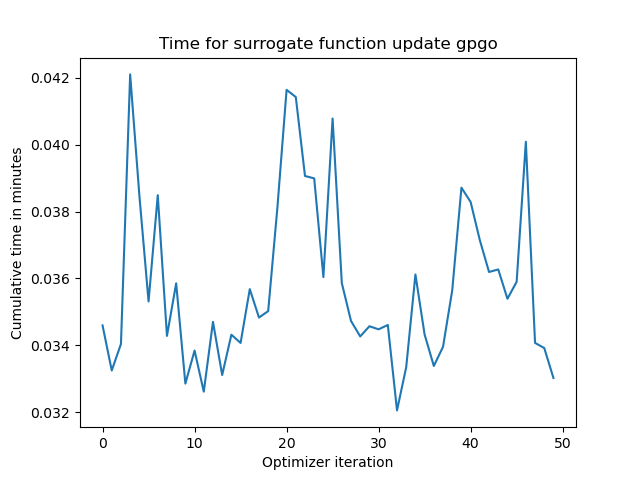 Time for surrogate function update gpgo
Cumulative time in minutes
0.042
0.040
0.038
0.036
0.034
0.032
0 10 20 30 40 50
Optimizer iteration